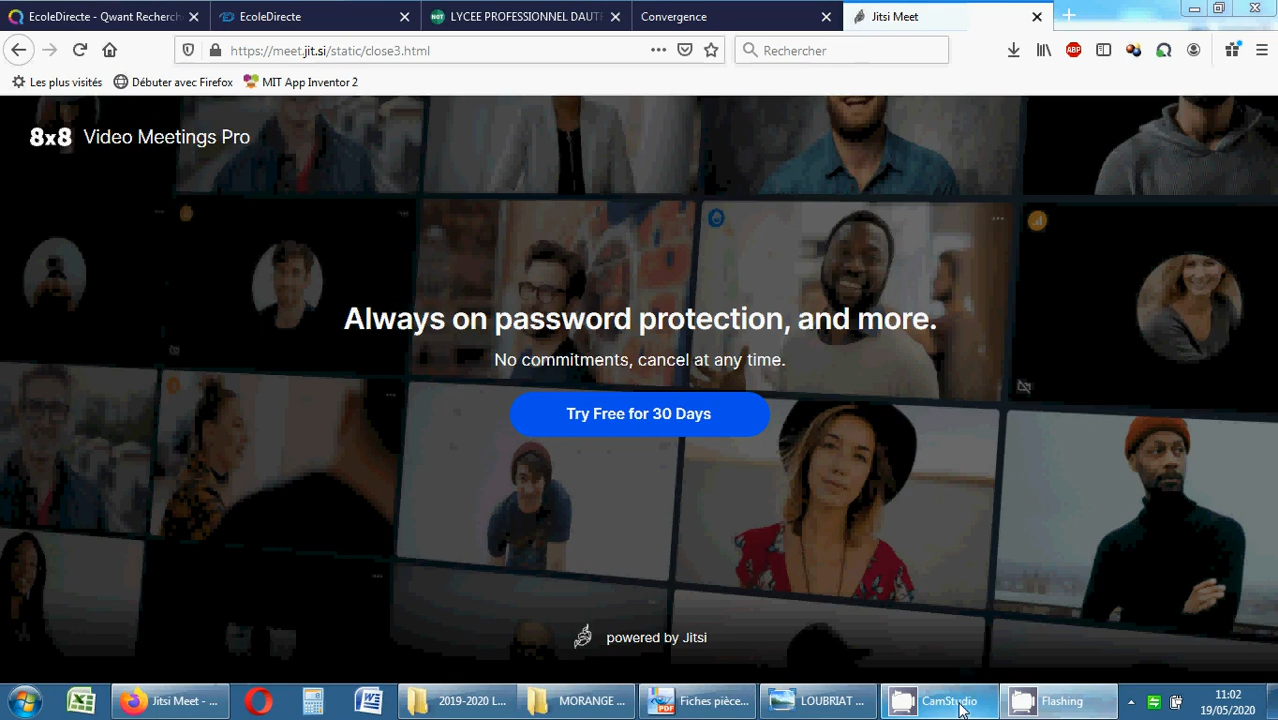 EcoleDirecte - Qwant Recherch
EcoleDirecte
LYCEE PROFESSIONNEL DAUT
Convergence
Jitsi Meet
https://meet.jit.si/static/close3.html
Rechercher
ABP
Les plus visités
Débuter avec Firefox
MIT App Inventor 2
8x8 Video Meetings Pro
Always on password protection, and more.
No commitments, cancel at any time.
Try Free for 30 Days
powered by Jitsi
Jitsi Meet - ...
2019-2020 L...
MORANGE ...
Fiches pièce...
LOUBRIAT ...
CamStudio
Flashing
11:02
19/05/2020